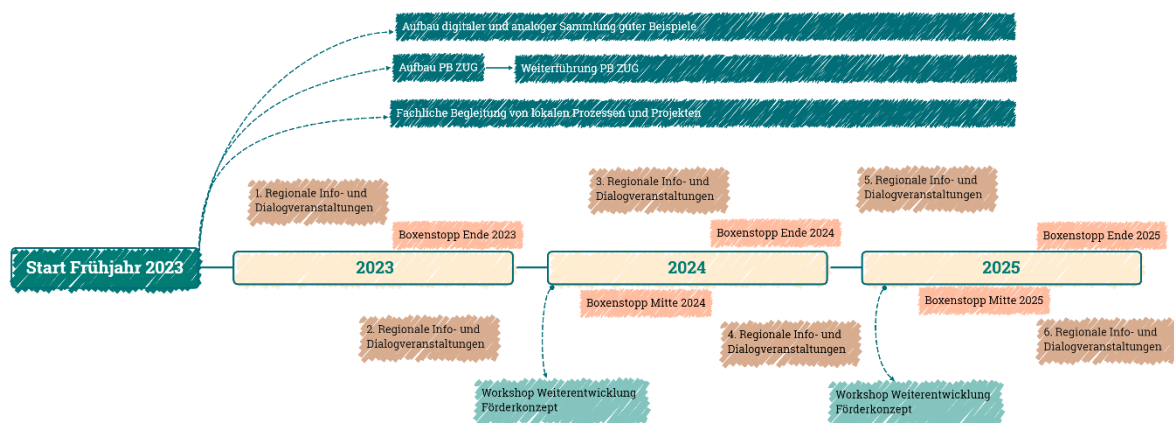 Aufbau digitaler und analoger Sammlung guter Beispiele
Aufbau PB ZUG
Weiterführung PB ZUG
Fachliche Begleitung von lokalen Prozessen und Projekten
1. Regionale Info- und
Dialogveranstaltungen
3. Regionale Info- und
Dialogveranstaltungen
5. Regionale Info- und
Dialogveranstaltungen
Boxenstopp Ende 2023
Boxenstopp Ende 2024
Boxenstopp Ende 2025
Start Frühjahr 2023
2023
2024
2025
Boxenstopp Mitte 2024
Boxenstopp Mitte 2025
2. Regionale Info- und
Dialogveranstaltungen
4. Regionale Info- und
Dialogveranstaltungen
6. Regionale Info- und
Dialogveranstaltungen
Workshop Weiterentwicklung
Förderkonzept
Workshop Weiterentwicklung
Förderkonzept